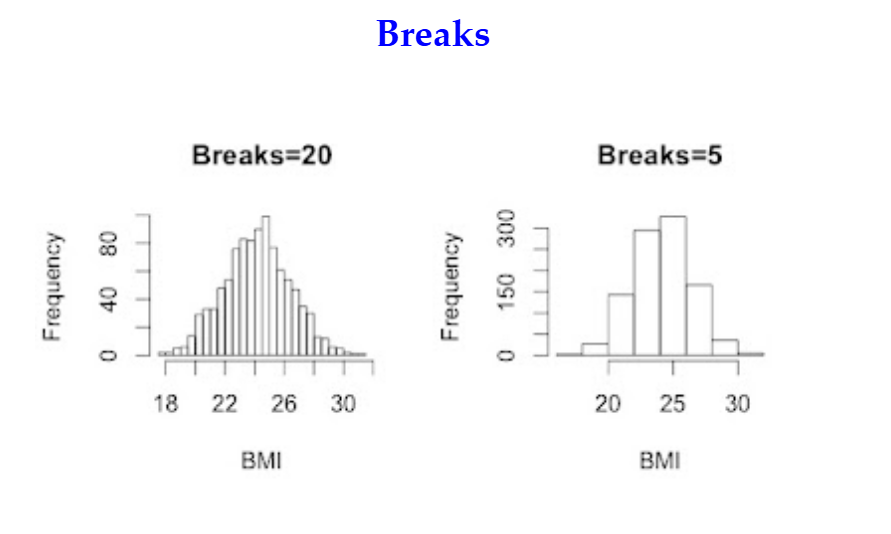 Breaks
Breaks=20
Frequency
0 40 80
18 22 26 30
BMI
Breaks=5
Frequency
0 150 300
20 25 30
BMI